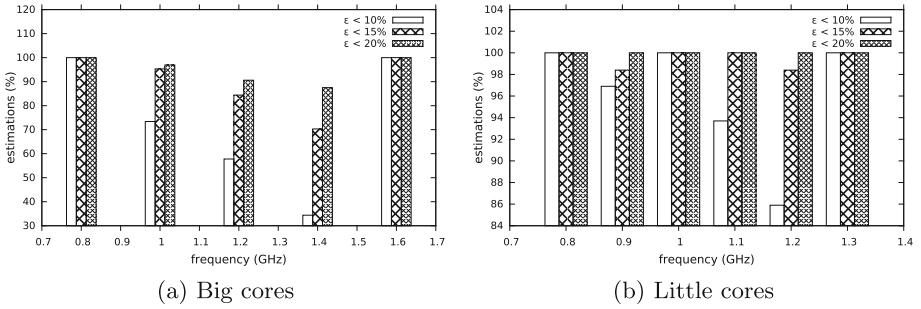 120
110
100
90
80
70
60
50
40
30
estimations (%)
ε < 10%
ε < 15%
ε < 20%
0.7 0.8 0.9 1 1.1 1.2 1.3 1.4 1.5 1.6 1.7
frequency (GHz)
(a) Big cores
104
102
100
98
96
94
92
90
88
86
84
estimations (%)
ε < 10%
ε < 15%
ε < 20%
0.7 0.8 0.9 1 1.1 1.2 1.3 1.4
frequency (GHz)
(b) Little cores